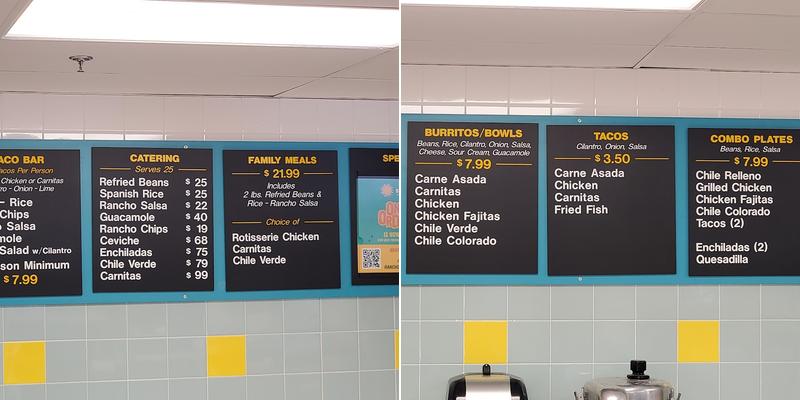 ACO BAR
acos Per Person
Chicken or Carnitas
ro - Onion - Lime
- Rice
Chips
Salsa
mole
Salad w/Cilantro
son Minimum
$ 7.99
CATERING
Serves 25
Refried Beans $ 25
Spanish Rice $ 25
Rancho Salsa $ 22
Guacamole $ 40
Rancho Chips $ 19
Ceviche $ 68
Enchiladas $ 75
Chile Verde $ 79
Carnitas $ 99
FAMILY MEALS
$ 21.99
Includes
2 lbs. Refried Beans &
Rice - Rancho Salsa
Choice of
Rotisserie Chicken
Carnitas
Chile Verde
SPE
BURRITOS/BOWLS
Beans, Rice, Cilantro, Onion, Salsa,
Cheese, Sour Cream, Guacamole
$ 7.99
Carne Asada
Carnitas
Chicken
Chicken Fajitas
Chile Verde
Chile Colorado
TACOS
Cilantro, Onion, Salsa
$ 3.50
Carne Asada
Chicken
Carnitas
Fried Fish
COMBO PLATES
Beans, Rice, Salsa
$ 7.99
Chile Relleno
Grilled Chicken
Chicken Fajitas
Chile Colorado
Tacos (2)
Enchiladas (2)
Quesadilla